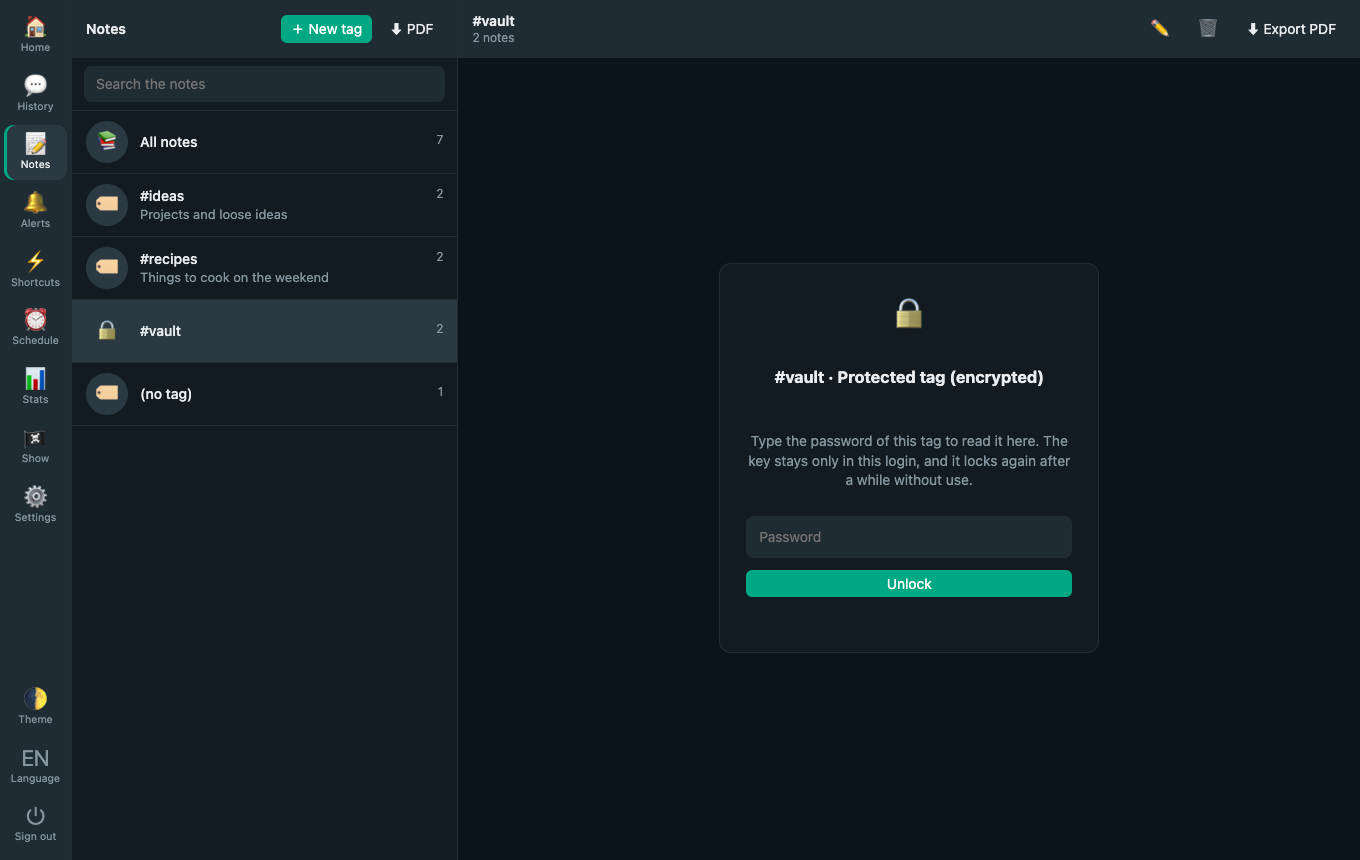 Home
History
Notes
Alerts
Shortcuts
Schedule
Stats
Show
Settings
Theme
EN
Language
Sign out
Notes
+ New tag
⬇ PDF
Search the notes
All notes
7
#ideas
2
Projects and loose ideas
#recipes
2
Things to cook on the weekend
#vault
2
(no tag)
1
#vault
2 notes
⬇ Export PDF
#vault · Protected tag (encrypted)
Type the password of this tag to read it here. The
key stays only in this login, and it locks again after
a while without use.
Password
Unlock